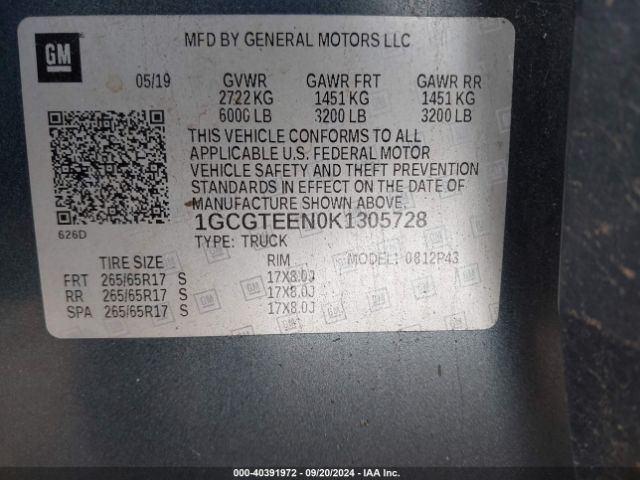 GM
MFD BY GENERAL MOTORS LLC
05/19 GVWR GAWR FRT GAWR RR
2722 KG 1451 KG 1451 KG
6000 LB 3200 LB 3200 LB
THIS VEHICLE CONFORMS TO ALL
APPLICABLE U.S. FEDERAL MOTOR
VEHICLE SAFETY AND THEFT PREVENTION
STANDARDS IN EFFECT ON THE DATE OF
MANUFACTURE SHOWN ABOVE.
626D
1GCGTEEN0K1305728
TYPE: TRUCK
TIRE SIZE RIM MODEL: 0812P43
FRT 265/65R17 S 17X8.0J
RR 265/65R17 S 17X8.0J
SPA 265/65R17 S 17X8.0J
000-40391972 - 09/20/2024 - IAA Copyright